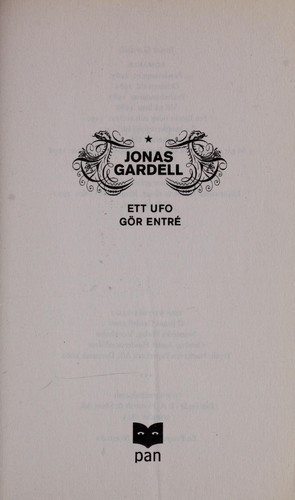 JONAS
GARDELL
ETT UFO
GÖR ENTRÉ
pan